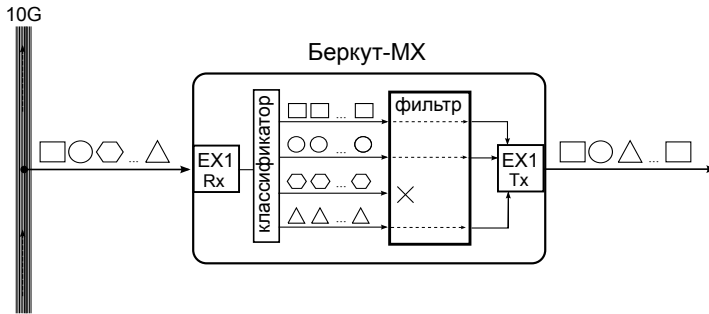 10G
Беркут-МХ
классификатор
фильтр
EX1
Rx
EX1
Tx
...
...
...
...
...
...